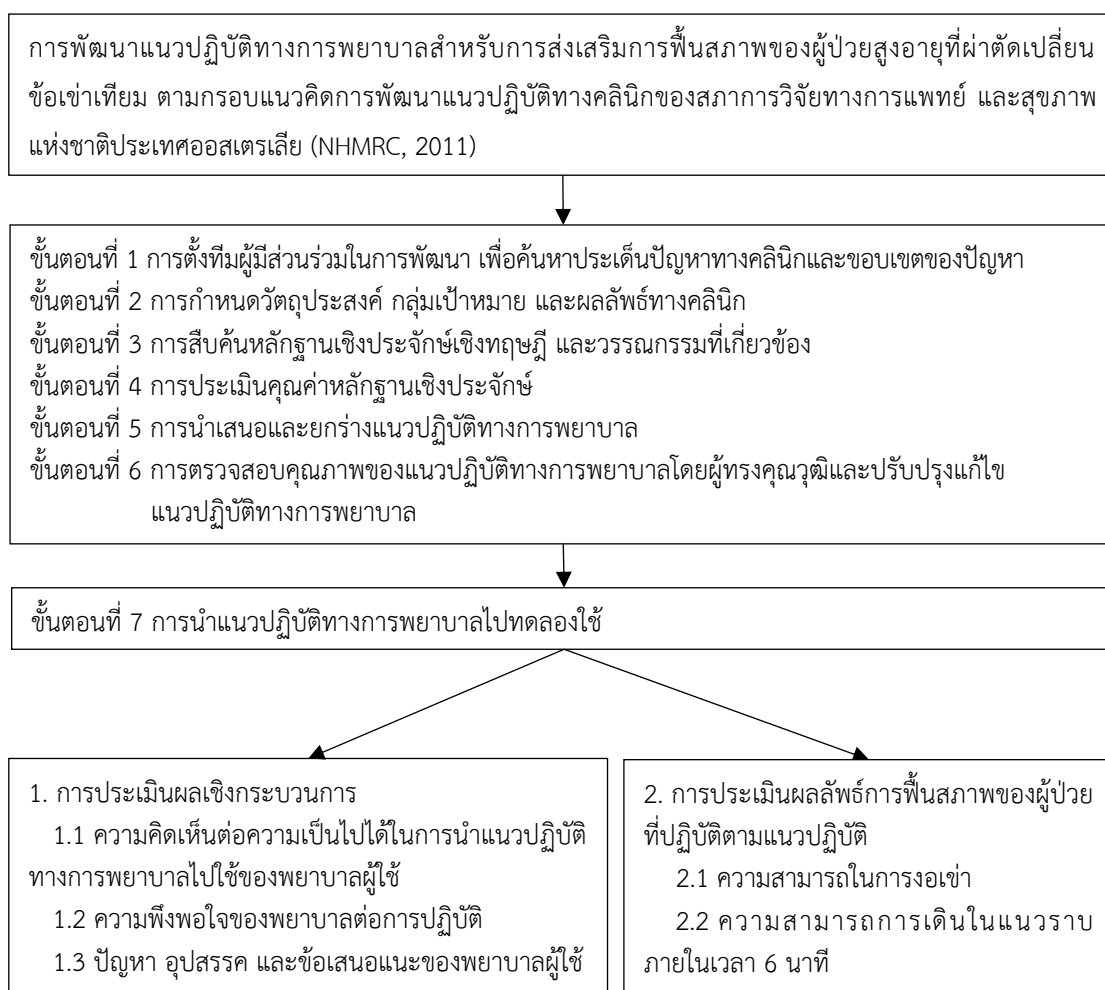 การพัฒนาแนวปฏิบัติทางการพยาบาลสำหรับการส่งเสริมการฟื้นสภาพของผู้ป่วยสูงอายุที่ผ่าตัดเปลี่ยน
ข้อเข่าเทียม ตามกรอบแนวคิดการพัฒนาแนวปฏิบัติทางคลินิกของสภาการวิจัยทางการแพทย์ และสุขภาพ
แห่งชาติประเทศออสเตรเลีย (NHMRC, 2011)
ขั้นตอนที่ 1 การตั้งทีมผู้มีส่วนร่วมในการพัฒนา เพื่อค้นหาประเด็นปัญหาทางคลินิกและขอบเขตของปัญหา
ขั้นตอนที่ 2 การกำหนดวัตถุประสงค์ กลุ่มเป้าหมาย และผลลัพธ์ทางคลินิก
ขั้นตอนที่ 3 การสืบค้นหลักฐานเชิงประจักษ์เชิงทฤษฎี และวรรณกรรมที่เกี่ยวข้อง
ขั้นตอนที่ 4 การประเมินคุณค่าหลักฐานเชิงประจักษ์
ขั้นตอนที่ 5 การนำเสนอและยกร่างแนวปฏิบัติทางการพยาบาล
ขั้นตอนที่ 6 การตรวจสอบคุณภาพของแนวปฏิบัติทางการพยาบาลโดยผู้ทรงคุณวุฒิและปรับปรุงแก้ไข
แนวปฏิบัติทางการพยาบาล
ขั้นตอนที่ 7 การนำแนวปฏิบัติทางการพยาบาลไปทดลองใช้
1. การประเมินผลเชิงกระบวนการ
1.1 ความคิดเห็นต่อความเป็นไปได้ในการนำแนวปฏิบัติ
ทางการพยาบาลไปใช้ของพยาบาลผู้ใช้
1.2 ความพึงพอใจของพยาบาลต่อการปฏิบัติ
1.3 ปัญหา อุปสรรค และข้อเสนอแนะของพยาบาลผู้ใช้
2. การประเมินผลลัพธ์การฟื้นสภาพของผู้ป่วย
ที่ปฏิบัติตามแนวปฏิบัติ
2.1 ความสามารถในการงอเข่า
2.2 ความสามารถการเดินในแนวราบ
ภายในเวลา 6 นาที